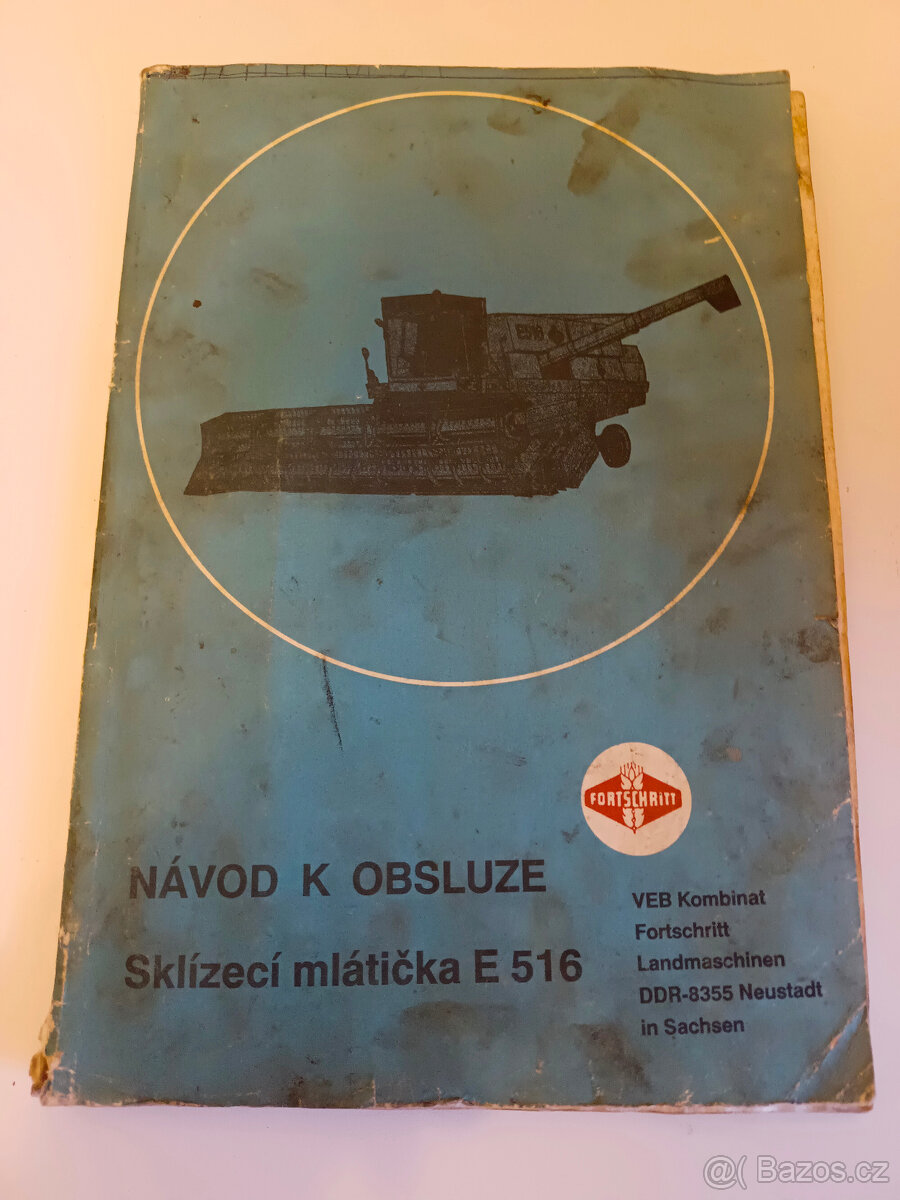 FORTSCHRITT
NÁVOD K OBSLUZE
Sklízecí mlátička E 516
VEB Kombinat
Fortschritt
Landmaschinen
DDR-8355 Neustadt
in Sachsen
@( Bazos.cz